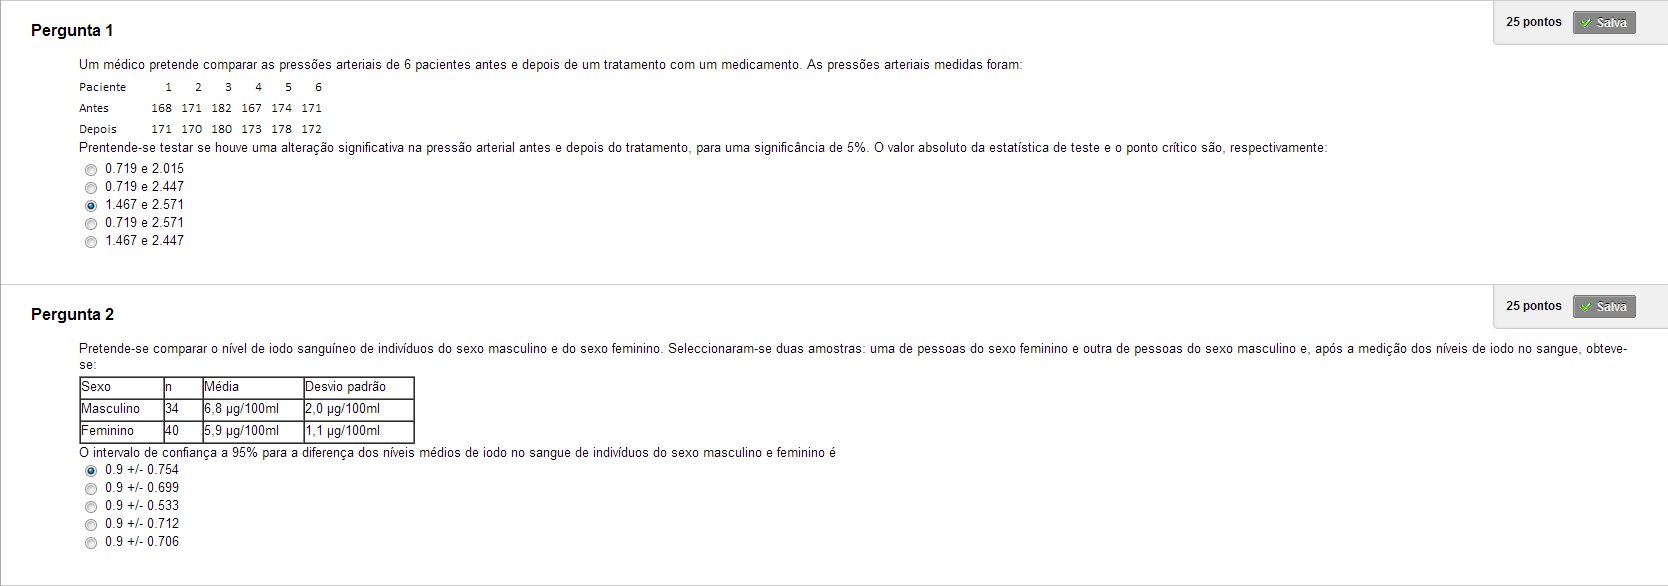 Pergunta 1
25 pontos
Salva
Um médico pretende comparar as pressões arteriais de 6 pacientes antes e depois de um tratamento com um medicamento. As pressões arteriais medidas foram:
Paciente 1 2 3 4 5 6
Antes 168 171 182 167 174 171
Depois 171 170 180 173 178 172
Prentende-se testar se houve uma alteração significativa na pressão arterial antes e depois do tratamento, para uma significância de 5%. O valor absoluto da estatística de teste e o ponto crítico são, respectivamente:
0.719 e 2.015
0.719 e 2.447
1.467 e 2.571
0.719 e 2.571
1.467 e 2.447
Pergunta 2
25 pontos
Salva
Pretende-se comparar o nível de iodo sanguíneo de indivíduos do sexo masculino e do sexo feminino. Seleccionaram-se duas amostras: uma de pessoas do sexo feminino e outra de pessoas do sexo masculino e, após a medição dos níveis de iodo no sangue, obteve-
se:
Sexo n Média Desvio padrão
Masculino 34 6,8 µg/100ml 2,0 µg/100ml
Feminino 40 5,9 µg/100ml 1,1 µg/100ml
O intervalo de confiança a 95% para a diferença dos níveis médios de iodo no sangue de indivíduos do sexo masculino e feminino é
0.9 +/- 0.754
0.9 +/- 0.699
0.9 +/- 0.533
0.9 +/- 0.712
0.9 +/- 0.706